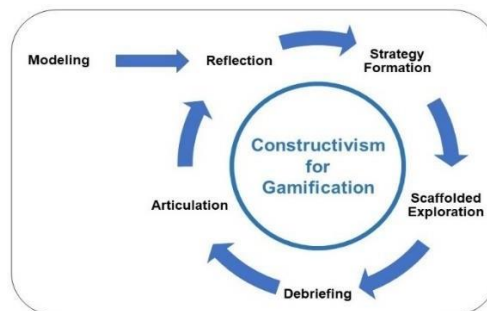 Modeling
Reflection
Strategy
Formation
Constructivism
for
Gamification
Articulation
Scaffolded
Exploration
Debriefing